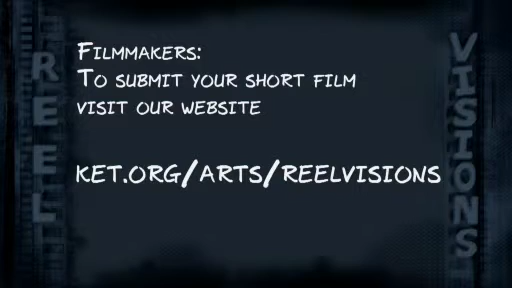 REEL
Filmmakers:
To submit your short film
visit our website
ket.org/arts/reelvisions
VISIONS